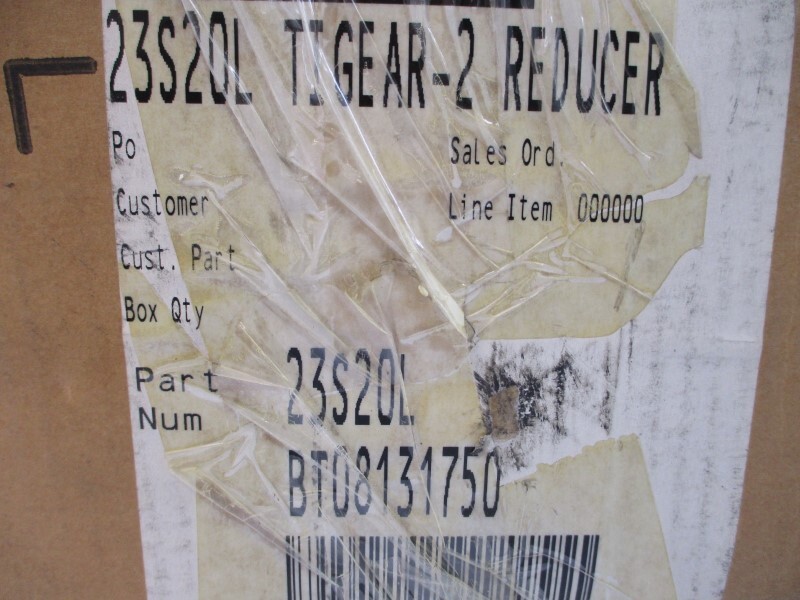 23S20L TIGEAR-2 REDUCER
Po
Sales Ord.
Customer
Line Item 000000
Cust. Part
Box Qty
Part Num
23S20L
BT08131750